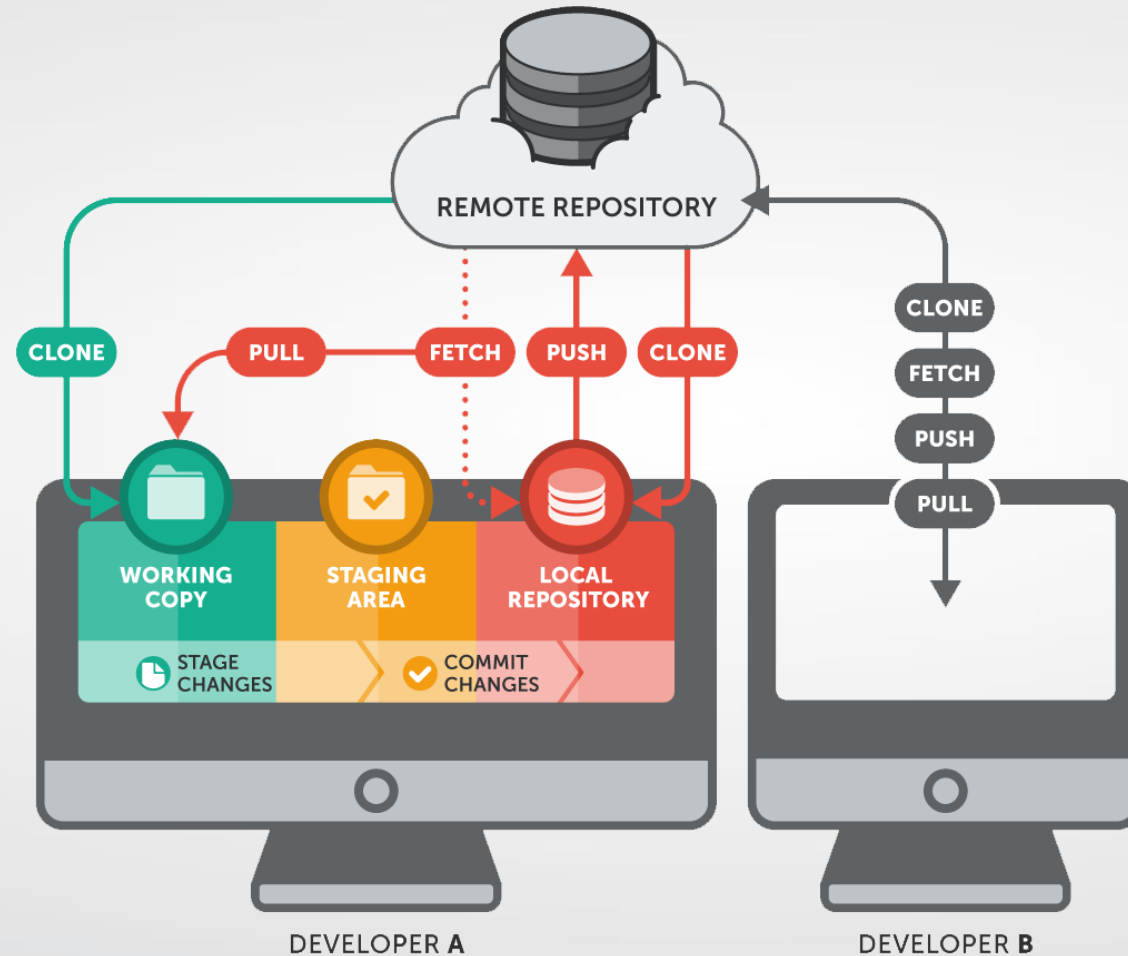 REMOTE REPOSITORY
CLONE
PULL
FETCH
PUSH
CLONE
CLONE
FETCH
PUSH
PULL
WORKING
COPY
STAGING
AREA
LOCAL
REPOSITORY
STAGE
CHANGES
COMMIT
CHANGES
DEVELOPER A
DEVELOPER B